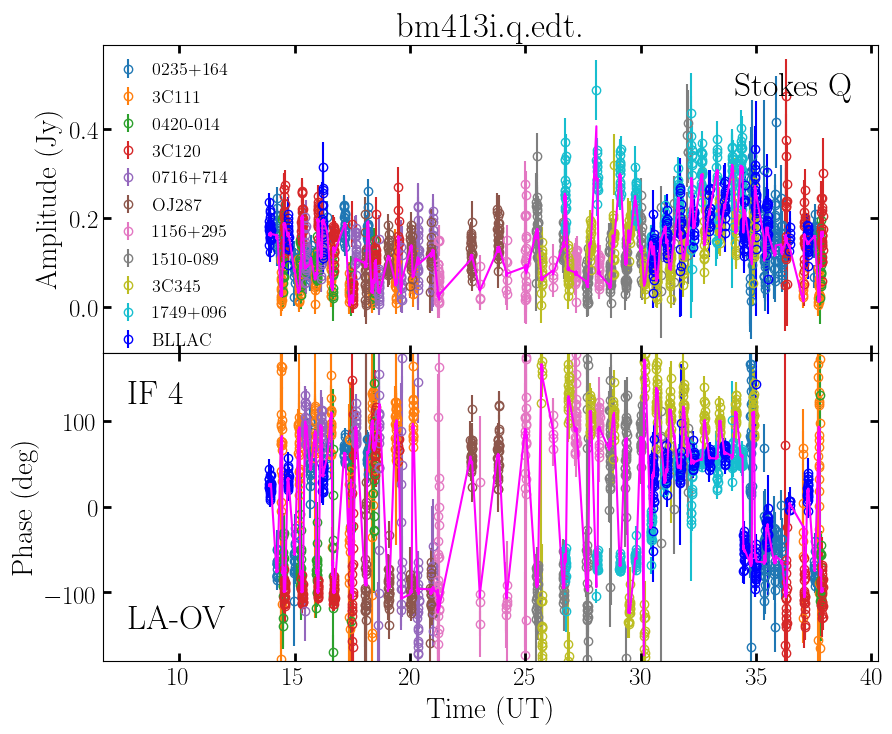 bm413i.q.edt.
Stokes Q
0235+164
3C111
0420-014
3C120
0716+714
OJ287
1156+295
1510-089
3C345
1749+096
BLLAC
Amplitude (Jy)
0.4
0.2
0.0
IF 4
LA-OV
Phase (deg)
100
0
−100
10 15 20 25 30 35 40
Time (UT)